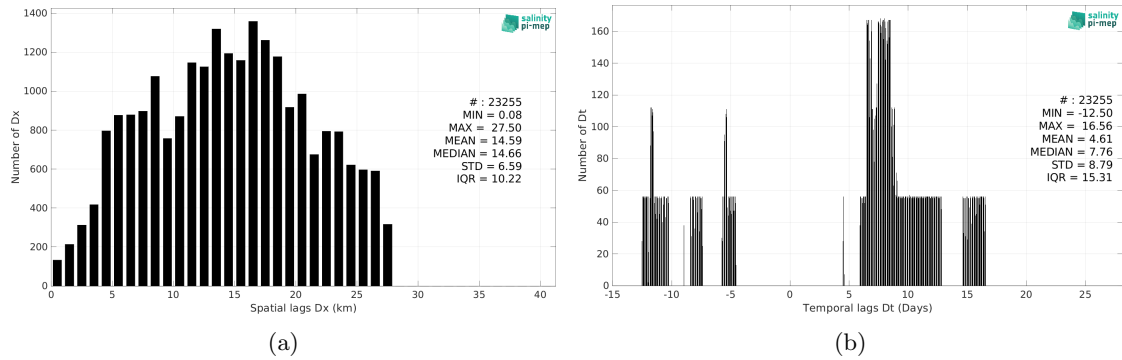 1400
1200
1000
800
600
400
200
0
Number of Dx
salinity
pi-mep
# : 23255
MIN = 0.08
MAX = 27.50
MEAN = 14.59
MEDIAN = 14.66
STD = 6.59
IQR = 10.22
0 5 10 15 20 25 30 35 40
Spatial lags Dx (km)
(a)
160
140
120
100
80
60
40
20
0
Number of Dt
salinity
pi-mep
# : 23255
MIN = -12.50
MAX = 16.56
MEAN = 4.61
MEDIAN = 7.76
STD = 8.79
IQR = 15.31
-15 -10 -5 0 5 10 15 20 25
Temporal lags Dt (Days)
(b)